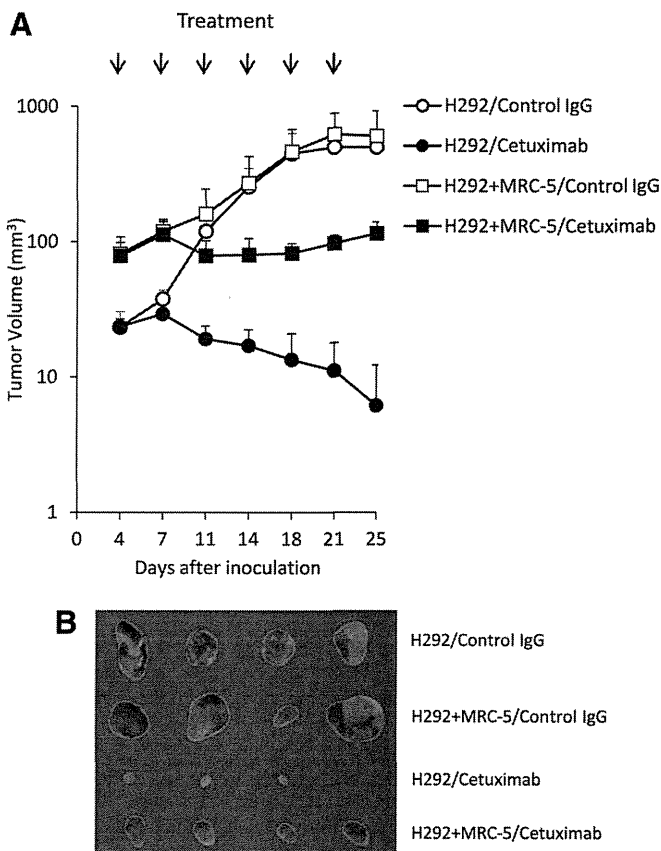 A
Treatment
1000
100
10
1
Tumor Volume (mm³)
0 4 7 11 14 18 21 25
Days after inoculation
H292/Control IgG
H292/Cetuximab
H292+MRC-5/Control IgG
H292+MRC-5/Cetuximab
B
H292/Control IgG
H292+MRC-5/Control IgG
H292/Cetuximab
H292+MRC-5/Cetuximab